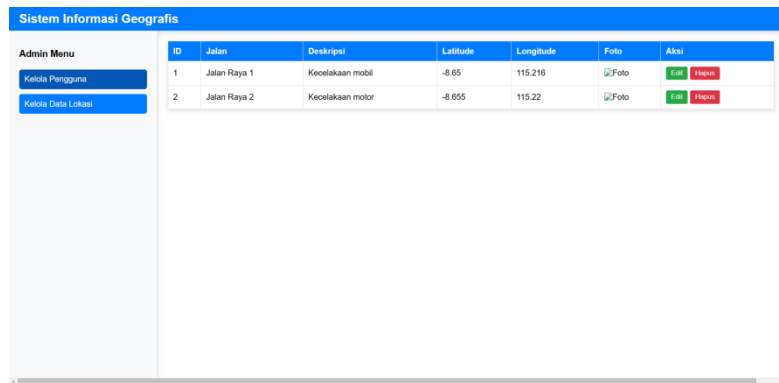 Sistem Informasi Geografis
Admin Menu
Kelola Pengguna
Kelola Data Lokasi
ID Jalan Deskripsi Latitude Longitude Foto Aksi
1 Jalan Raya 1 Kecelakaan mobil -8.65 115.216 Foto Edit Hapus
2 Jalan Raya 2 Kecelakaan motor -8.655 115.22 Foto Edit Hapus